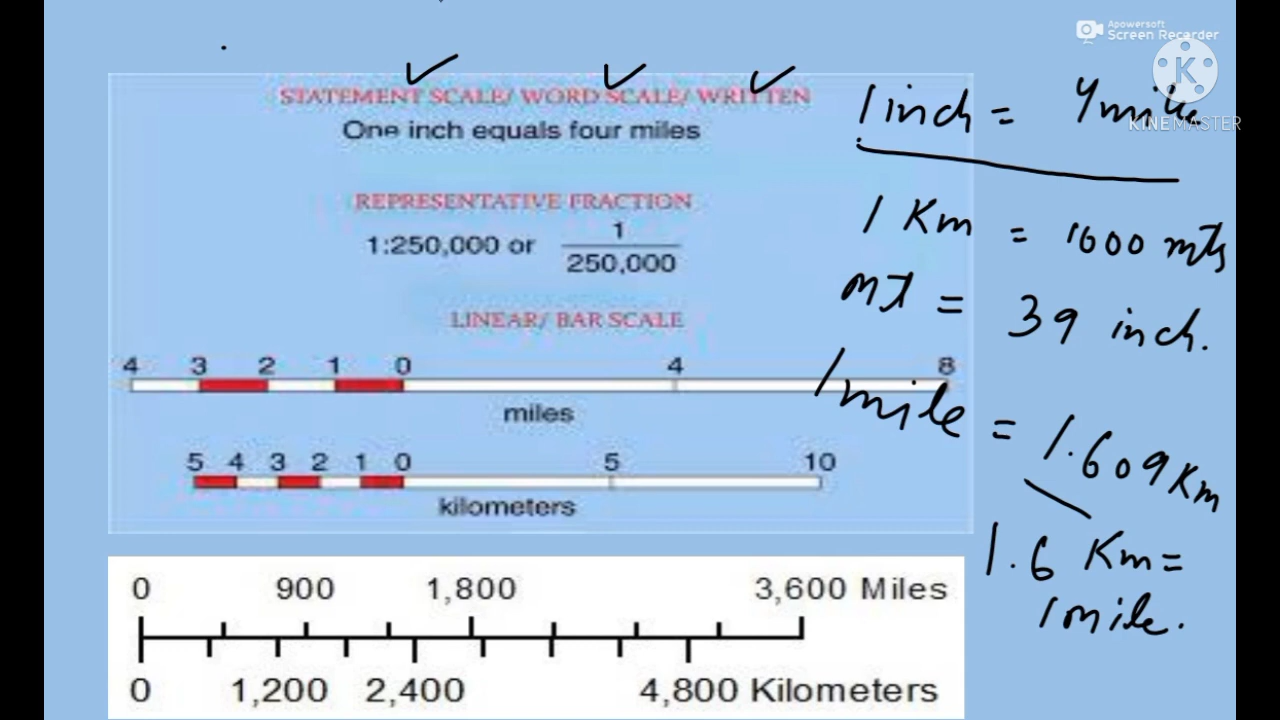 Apowersoft
Screen Recorder
K
KINEMASTER
STATEMENT SCALE/ WORD SCALE/ WRITTEN
One inch equals four miles
REPRESENTATIVE FRACTION
1:250,000 or 1
250,000
LINEAR/ BAR SCALE
4 3 2 1 0 4 8
miles
5 4 3 2 1 0 5 10
kilometers
0 900 1,800 3,600 Miles
0 1,200 2,400 4,800 Kilometers
1 inch = 4 mile
1 Km = 1000 mts
mt = 39 inch.
1 mile = 1.609 Km
1.6 Km =
1 mile.